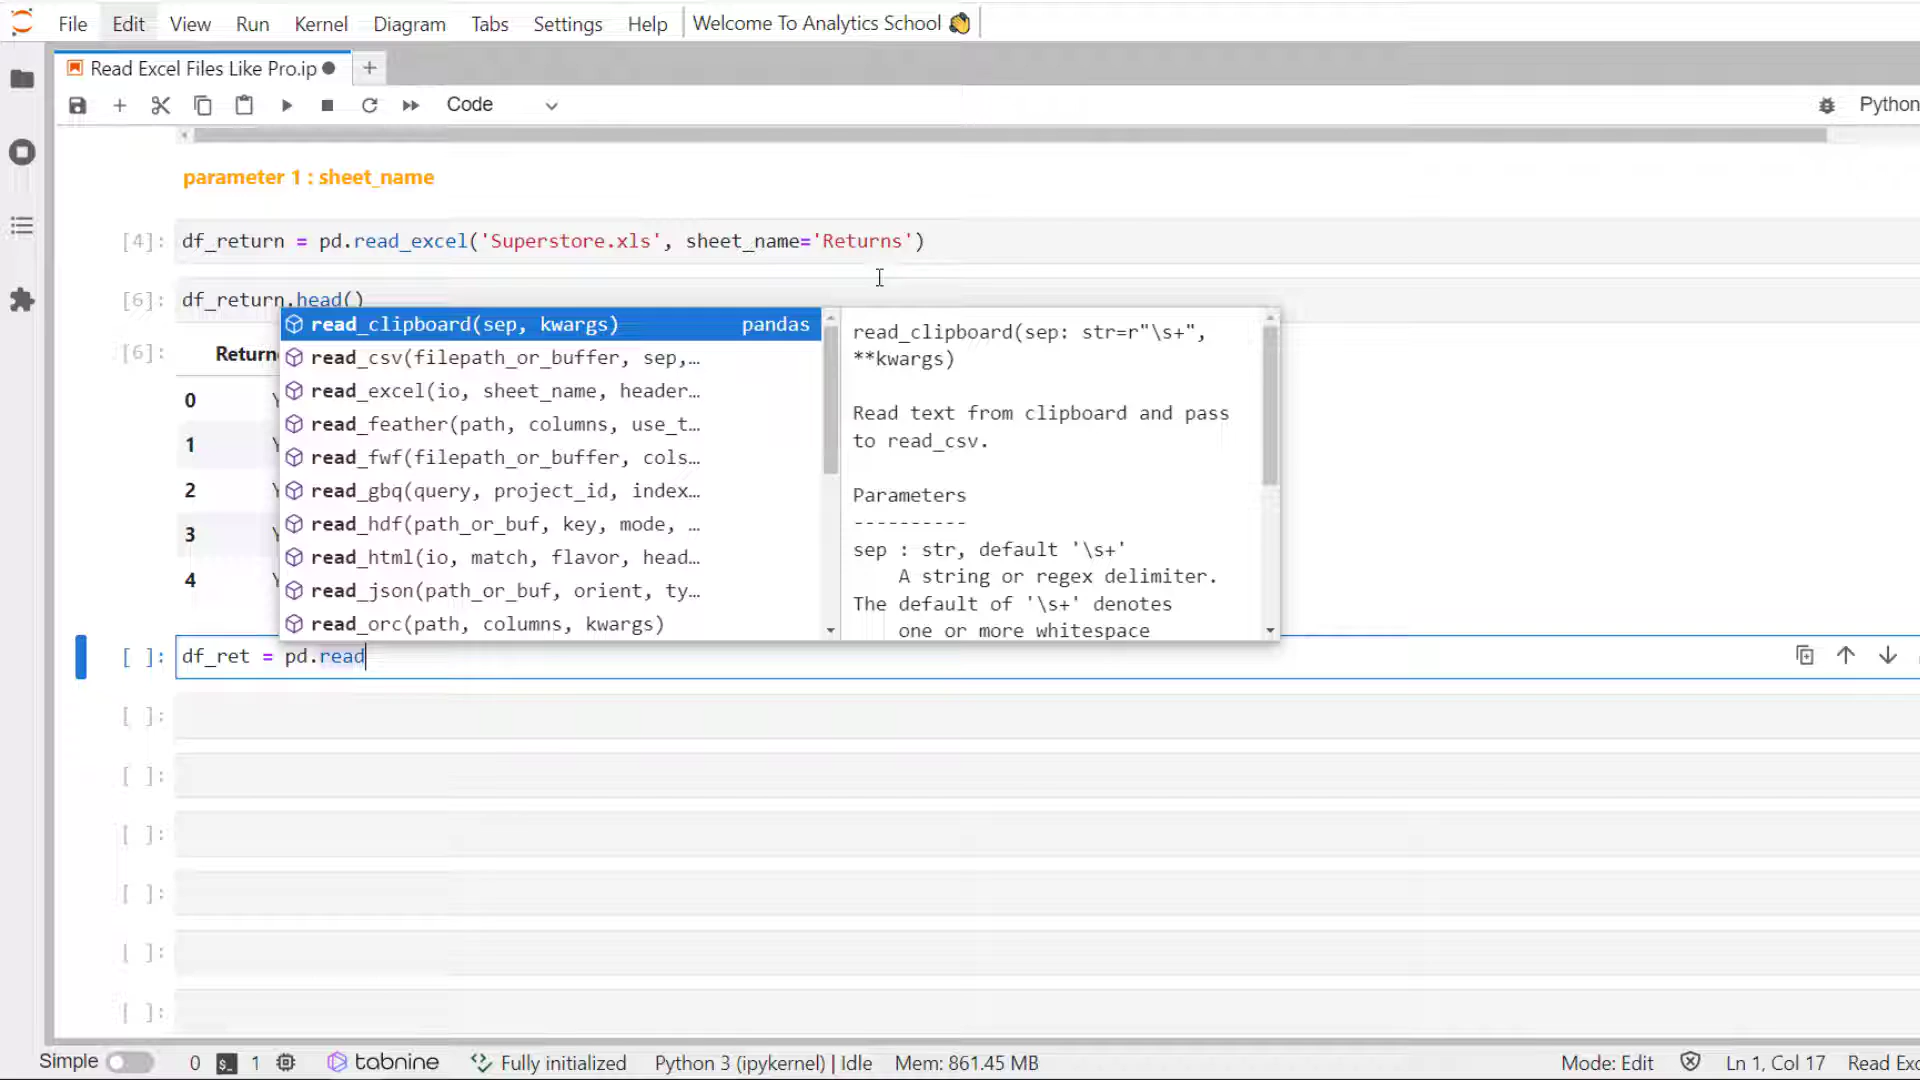 File Edit View Run Kernel Diagram Tabs Settings Help Welcome To Analytics School
Read Excel Files Like Pro.ip
Code Python
parameter 1 : sheet_name
[4]: df_return = pd.read_excel('Superstore.xls', sheet_name='Returns')
[6]: df_return.head()
[6]: Return
0 Y
1 Y
2 Y
3 Y
4 Y
read_clipboard(sep, kwargs) pandas
read_csv(filepath_or_buffer, sep,…
read_excel(io, sheet_name, header…
read_feather(path, columns, use_t…
read_fwf(filepath_or_buffer, cols…
read_gbq(query, project_id, index…
read_hdf(path_or_buf, key, mode, …
read_html(io, match, flavor, head…
read_json(path_or_buf, orient, ty…
read_orc(path, columns, kwargs)
read_clipboard(sep: str=r"\s+",
**kwargs)
Read text from clipboard and pass
to read_csv.
Parameters
----------
sep : str, default '\s+'
A string or regex delimiter.
The default of '\s+' denotes
one or more whitespace
[ ]: df_ret = pd.read
[ ]:
[ ]:
[ ]:
[ ]:
[ ]:
[ ]:
Simple 0 $_ 1 tabnine Fully initialized Python 3 (ipykernel) | Idle Mem: 861.45 MB Mode: Edit Ln 1, Col 17 Read Exc